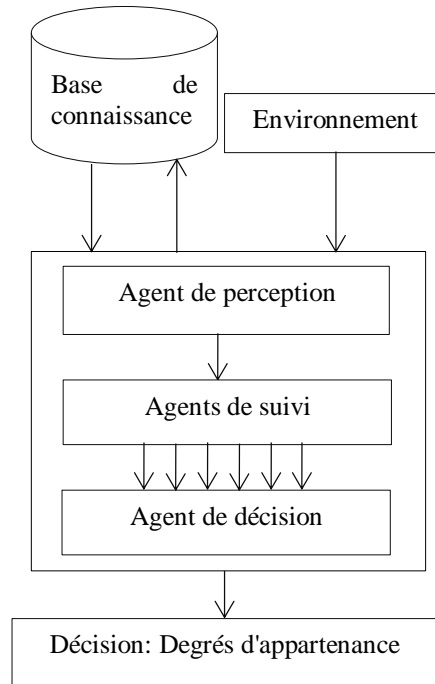 Base de
connaissance
Environnement
Agent de perception
Agents de suivi
Agent de décision
Décision: Degrés d'appartenance